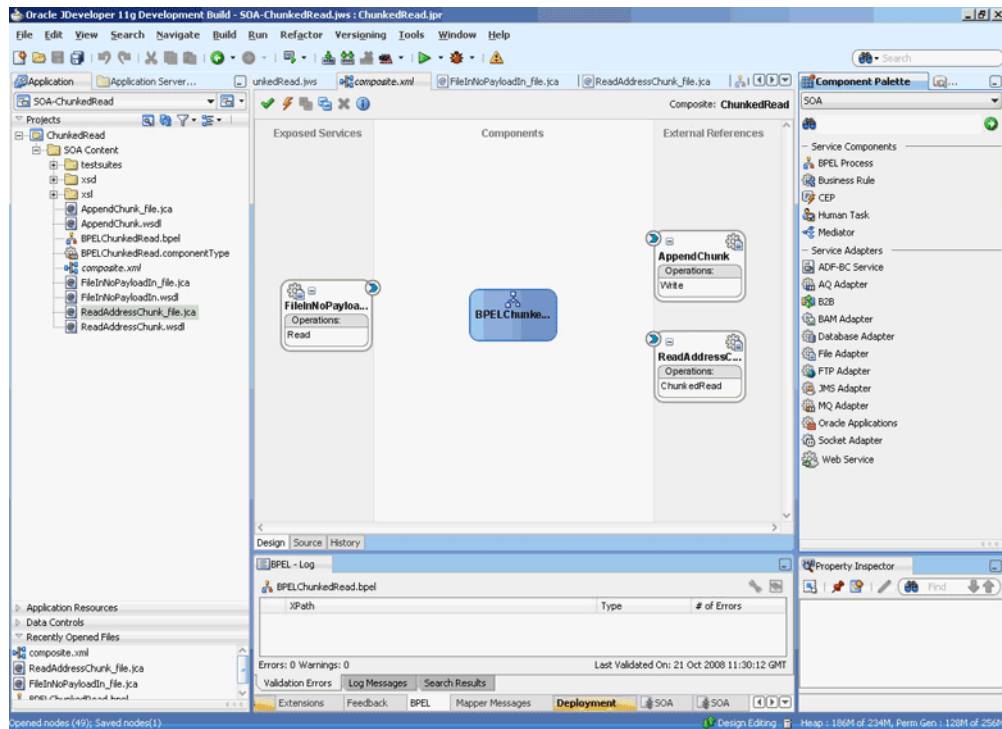 Oracle JDeveloper 11g Development Build - SOA-ChunkedRead.jws : ChunkedRead.jpr
File Edit View Search Navigate Build Run Refactor Versioning Tools Window Help
Search
Application
Application Server...
unkedRead.jws
composite.xml
FileInNoPayloadIn_file.jca
ReadAddressChunk_file.jca
Component Palette
SOA-ChunkedRead
Composite: ChunkedRead
SOA
Projects
ChunkedRead
SOA Content
testsuites
xsd
xsl
AppendChunk_file.jca
AppendChunk.wsdl
BPELChunkedRead.bpel
BPELChunkedRead.componentType
composite.xml
FileInNoPayloadIn_file.jca
FileInNoPayloadIn.wsdl
ReadAddressChunk_file.jca
ReadAddressChunk.wsdl
Exposed Services
Components
External References
FileInNoPayloa...
Operations:
Read
BPELChunke...
AppendChunk
Operations:
Write
ReadAddressC...
Operations:
ChunkedRead
Service Components
BPEL Process
Business Rule
CEP
Human Task
Mediator
Service Adapters
ADF-BC Service
AQ Adapter
B2B
BAM Adapter
Database Adapter
File Adapter
FTP Adapter
JMS Adapter
MQ Adapter
Oracle Applications
Socket Adapter
Web Service
Design Source History
BPEL - Log
BPELChunkedRead.bpel
XPath Type # of Errors
Errors: 0 Warnings: 0
Last Validated On: 21 Oct 2008 11:30:12 GMT
Validation Errors Log Messages Search Results
Extensions Feedback BPEL Mapper Messages Deployment SOA SOA
Property Inspector
Find
Application Resources
Data Controls
Recently Opened Files
composite.xml
ReadAddressChunk_file.jca
FileInNoPayloadIn_file.jca
BPELChunkedRead.bpel
Opened nodes (49); Saved nodes(1)
Design Editing
Heap : 186M of 234M, Perm Gen : 128M of 256M